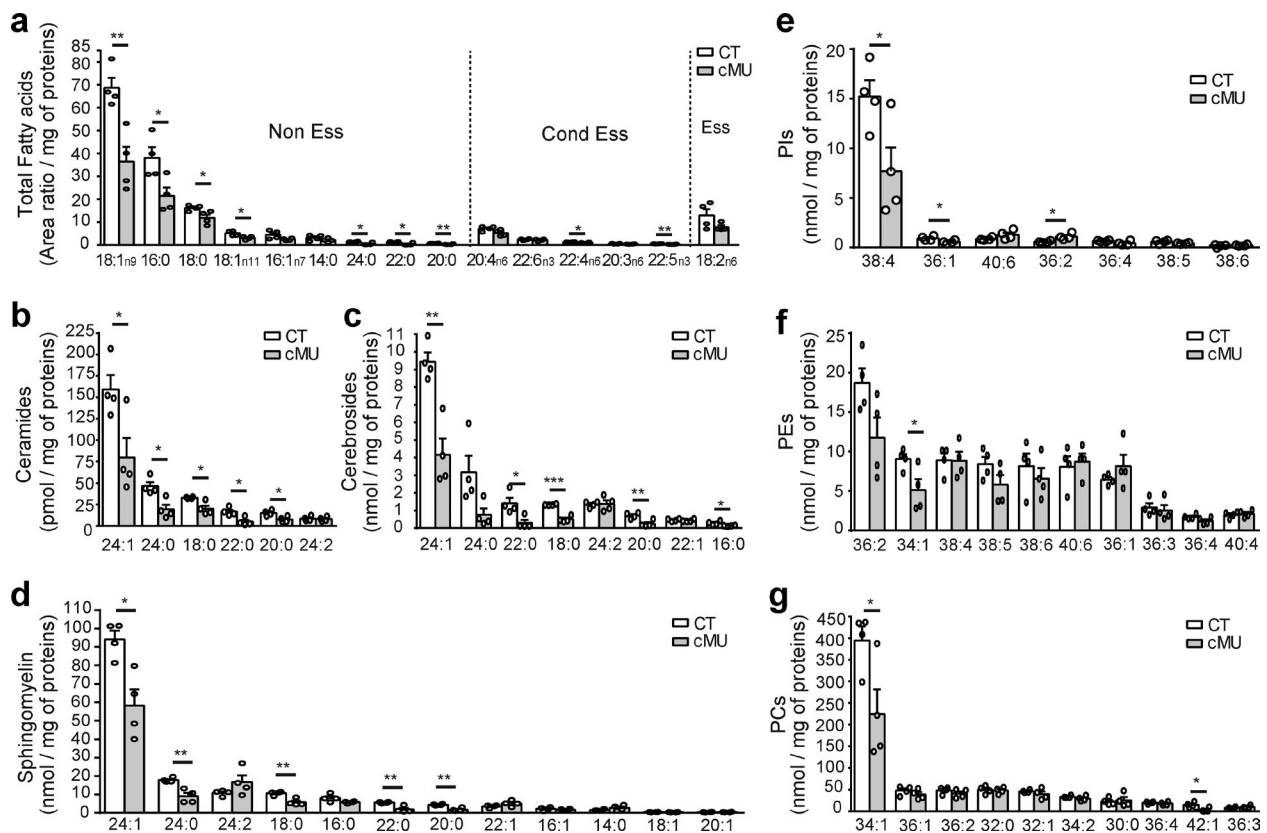 a
Total Fatty acids
(Area ratio / mg of proteins)
85
80
70
60
50
40
30
20
10
0
** * * * * * ** * **
Non Ess
Cond Ess
Ess
CT
cMU
18:1n9 16:0 18:0 18:1n11 16:1n7 14:0 24:0 22:0 20:0 20:4n6 22:6n3 22:4n6 20:3n6 22:5n3 18:2n6
b
Ceramides
(pmol / mg of proteins)
225
200
175
150
125
100
75
50
25
0
* * * * *
CT
cMU
24:1 24:0 18:0 22:0 20:0 24:2
c
Cerebrosides
(nmol / mg of proteins)
11
10
9
8
7
6
5
4
3
2
1
0
** * *** ** *
CT
cMU
24:1 24:0 22:0 18:0 24:2 20:0 22:1 16:0
d
Sphingomyelin
(nmol / mg of proteins)
110
100
90
80
70
60
50
40
30
20
10
0
* ** ** ** **
CT
cMU
24:1 24:0 24:2 18:0 16:0 22:0 20:0 22:1 16:1 14:0 18:1 20:1
e
PIs
(nmol / mg of proteins)
20
15
10
5
0
* * *
CT
cMU
38:4 36:1 40:6 36:2 36:4 38:5 38:6
f
PEs
(nmol / mg of proteins)
25
20
15
10
5
0
*
CT
cMU
36:2 34:1 38:4 38:5 38:6 40:6 36:1 36:3 36:4 40:4
g
PCs
(nmol / mg of proteins)
450
400
350
300
250
200
150
100
50
0
* *
CT
cMU
34:1 36:1 36:2 32:0 32:1 34:2 30:0 36:4 42:1 36:3